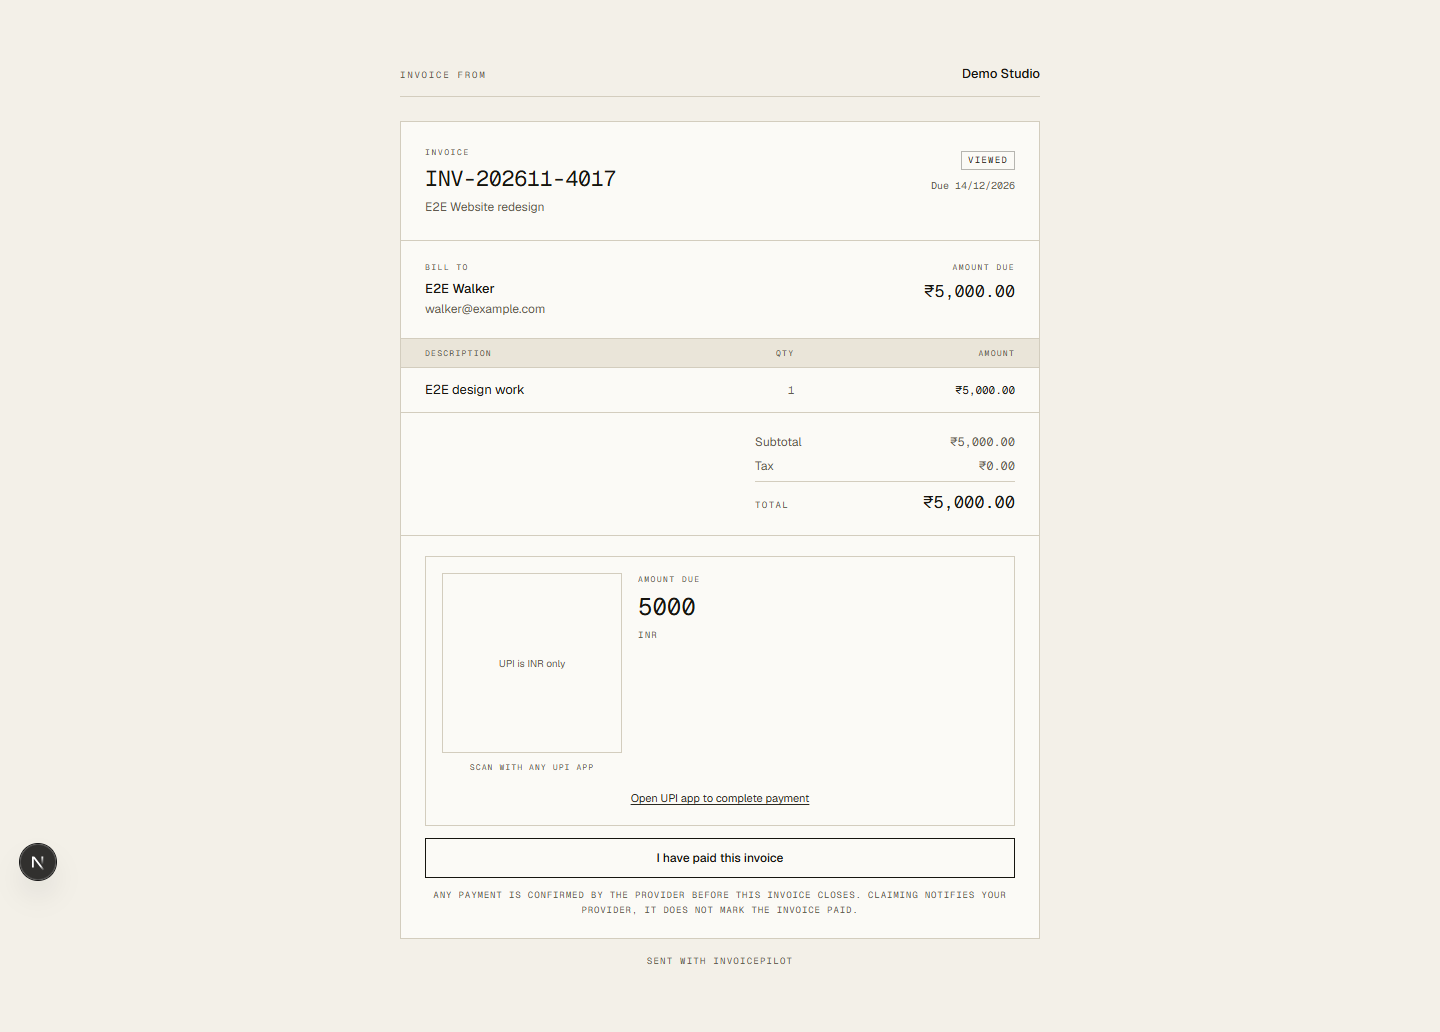 INVOICE FROM
Demo Studio
INVOICE
VIEWED
INV-202611-4017
Due 14/12/2026
E2E Website redesign
BILL TO
AMOUNT DUE
E2E Walker
₹5,000.00
walker@example.com
DESCRIPTION QTY AMOUNT
E2E design work 1 ₹5,000.00
Subtotal ₹5,000.00
Tax ₹0.00
TOTAL ₹5,000.00
AMOUNT DUE
5000
INR
UPI is INR only
SCAN WITH ANY UPI APP
Open UPI app to complete payment
I have paid this invoice
ANY PAYMENT IS CONFIRMED BY THE PROVIDER BEFORE THIS INVOICE CLOSES. CLAIMING NOTIFIES YOUR
PROVIDER, IT DOES NOT MARK THE INVOICE PAID.
N
SENT WITH INVOICEPILOT